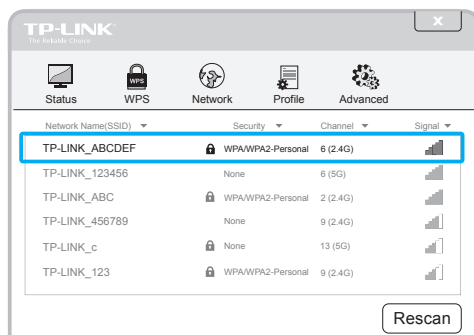 TP-LINK
The Reliable Choice
X
WPS
Status WPS Network Profile Advanced
Network Name(SSID) Security Channel Signal
TP-LINK_ABCDEF WPA/WPA2-Personal 6 (2.4G)
TP-LINK_123456 None 6 (5G)
TP-LINK_ABC WPA/WPA2-Personal 2 (2.4G)
TP-LINK_456789 None 9 (2.4G)
TP-LINK_c None 13 (5G)
TP-LINK_123 WPA/WPA2-Personal 9 (2.4G)
Rescan